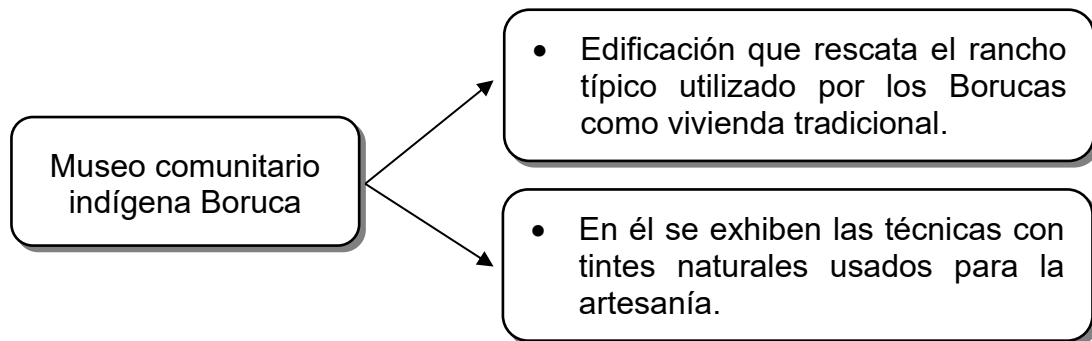 Museo comunitario
indígena Boruca
• Edificación que rescata el rancho
típico utilizado por los Borucas
como vivienda tradicional.
• En él se exhiben las técnicas con
tintes naturales usados para la
artesanía.